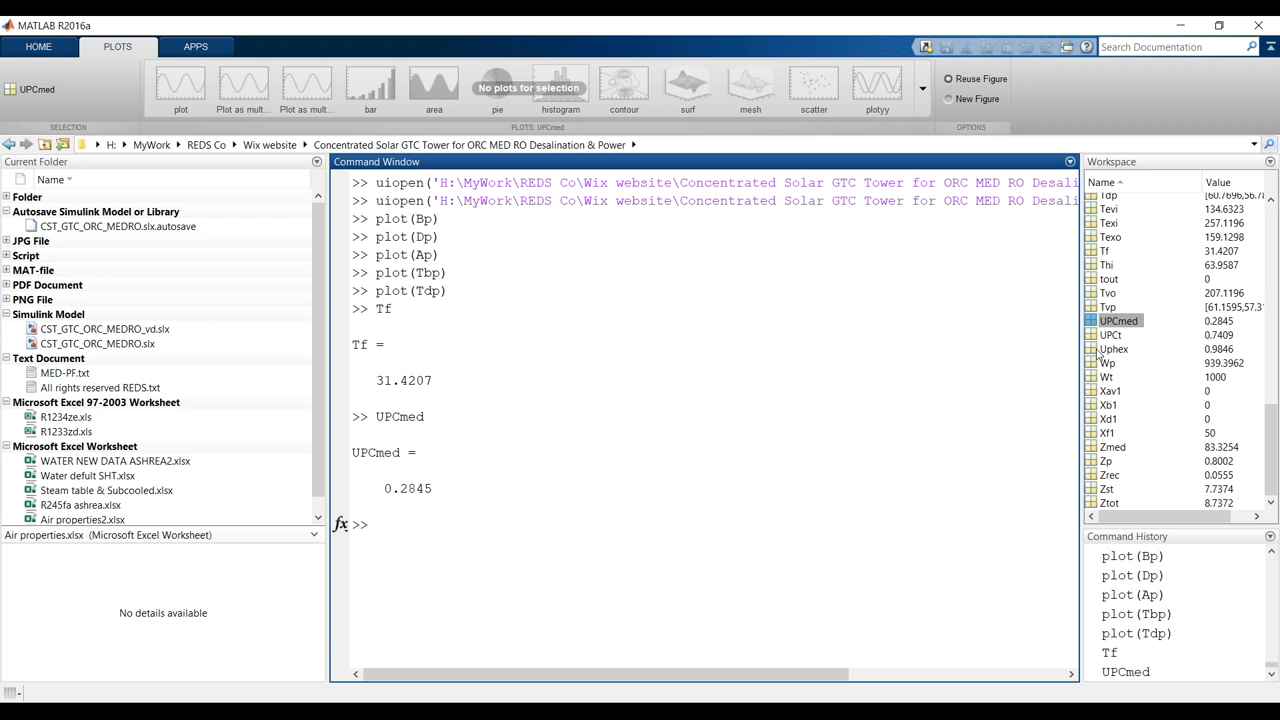 MATLAB R2016a
HOME PLOTS APPS Search Documentation
UPCmed
plot Plot as mult... Plot as mult... bar area pie histogram contour surf mesh scatter plotyy
No plots for selection
Reuse Figure
New Figure
SELECTION PLOTS: UPCmed OPTIONS
H: MyWork REDS Co Wix website Concentrated Solar GTC Tower for ORC MED RO Desalination & Power
Current Folder
Name
Folder
Autosave Simulink Model or Library
CST_GTC_ORC_MEDRO.slx.autosave
JPG File
Script
MAT-file
PDF Document
PNG File
Simulink Model
CST_GTC_ORC_MEDRO_vd.slx
CST_GTC_ORC_MEDRO.slx
Text Document
MED-PF.txt
All rights reserved REDS.txt
Microsoft Excel 97-2003 Worksheet
R1234ze.xls
R1233zd.xls
Microsoft Excel Worksheet
WATER NEW DATA ASHREA2.xlsx
Water defult SHT.xlsx
Steam table & Subcooled.xlsx
R245fa ashrea.xlsx
Air properties2.xlsx
Air properties.xlsx (Microsoft Excel Worksheet)
No details available
Command Window
>> uiopen('H:\MyWork\REDS Co\Wix website\Concentrated Solar GTC Tower for ORC MED RO Desali
>> uiopen('H:\MyWork\REDS Co\Wix website\Concentrated Solar GTC Tower for ORC MED RO Desali
>> plot(Bp)
>> plot(Dp)
>> plot(Ap)
>> plot(Tbp)
>> plot(Tdp)
>> Tf
Tf =
31.4207
>> UPCmed
UPCmed =
0.2845
fx >>
Workspace
Name Value
Tdp [60.7696,56.78
Tevi 134.6323
Texi 257.1196
Texo 159.1298
Tf 31.4207
Thi 63.9587
tout 0
Tvo 207.1196
Tvp [61.1595,57.31
UPCmed 0.2845
UPCt 0.7409
Uphex 0.9846
Wp 939.3962
Wt 1000
Xav1 0
Xb1 0
Xd1 0
Xf1 50
Zmed 83.3254
Zp 0.8002
Zrec 0.0555
Zst 7.7374
Ztot 8.7372
Command History
plot(Bp)
plot(Dp)
plot(Ap)
plot(Tbp)
plot(Tdp)
Tf
UPCmed